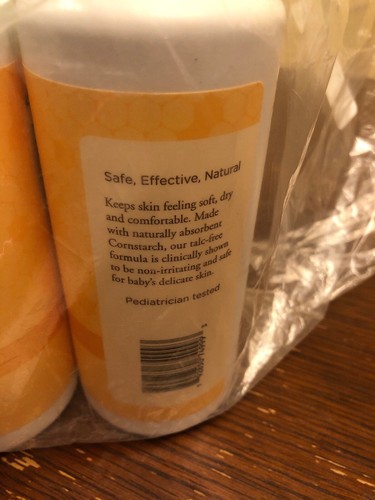 Safe, Effective, Natural
Keeps skin feeling soft, dry
and comfortable. Made
with naturally absorbent
Cornstarch, our talc-free
formula is clinically shown
to be non-irritating and safe
for baby's delicate skin.
Pediatrician tested